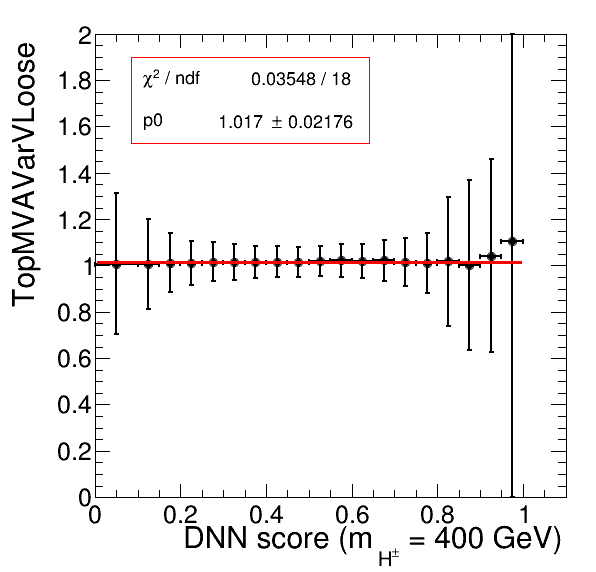 TopMVAVarVLoose
χ² / ndf 0.03548 / 18
p0 1.017 ± 0.02176
2
1.8
1.6
1.4
1.2
1
0.8
0.6
0.4
0.2
0
0 0.2 0.4 0.6 0.8 1
DNN score (m_H± = 400 GeV)